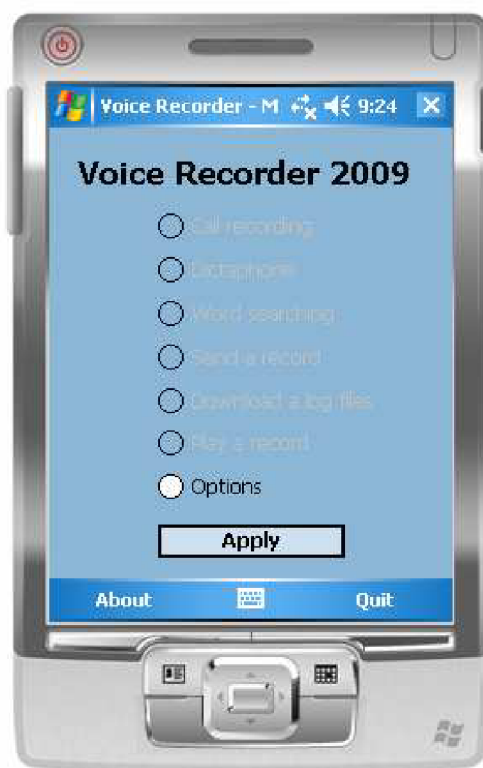 Voice Recorder - M 9:24
Voice Recorder 2009
Call recording
Dictaphone
Word searching
Send a record
Download a log files
Play a record
Options
Apply
About Quit